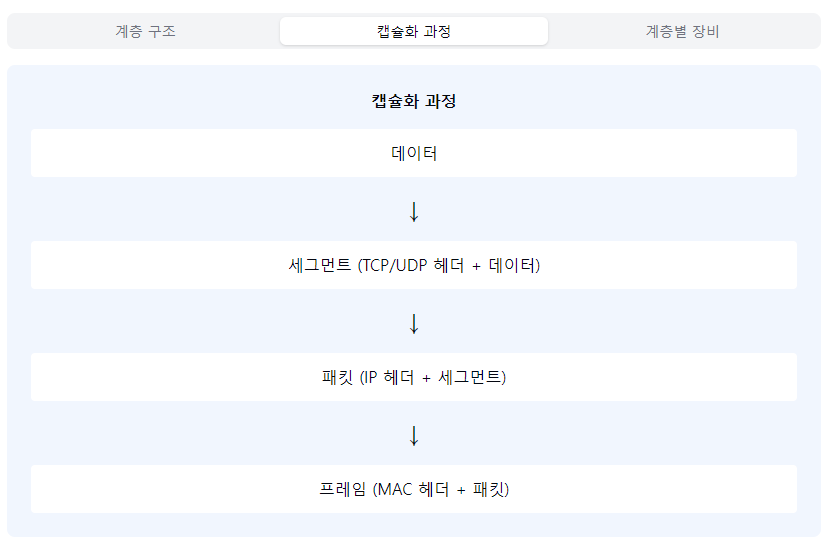 계층 구조
캡슐화 과정
계층별 장비
캡슐화 과정
데이터
↓
세그먼트 (TCP/UDP 헤더 + 데이터)
↓
패킷 (IP 헤더 + 세그먼트)
↓
프레임 (MAC 헤더 + 패킷)